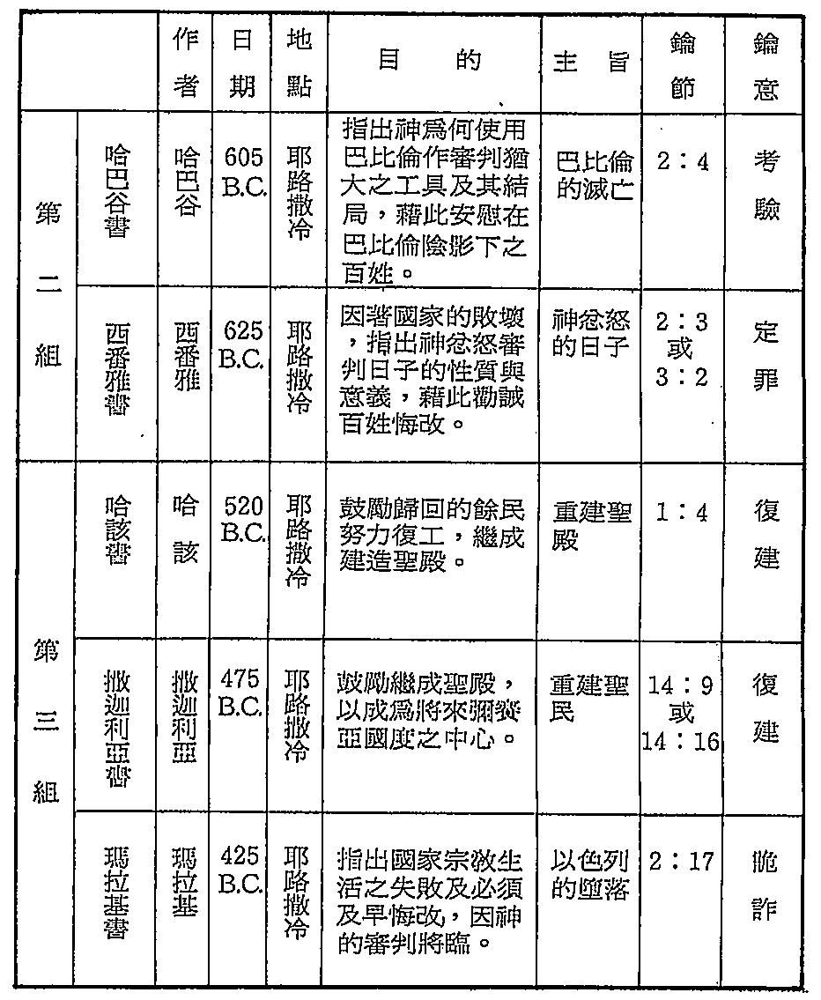 作者 日期 地點 目的 主旨 鑰節 鑰意
第二組
哈巴谷書 哈巴谷 605 B.C. 耶路撒冷
指出神爲何使用
巴比倫作審判猶
大之工具及其結
局，藉此安慰在
巴比倫陰影下之
百姓。
巴比倫
的滅亡
2：4
考驗
西番雅書 西番雅 625 B.C. 耶路撒冷
因著國家的敗壞
，指出神忿怒審
判日子的性質與
意義，藉此勸誡
百姓悔改。
神忿怒
的日子
2：3
或
3：2
定罪
第三組
哈該書 哈該 520 B.C. 耶路撒冷
鼓勵歸回的餘民
努力復工，繼成
建造聖殿。
重建聖
殿
1：4
復建
撒迦利亞書 撒迦利亞 475 B.C. 耶路撒冷
鼓勵繼成聖殿，
以成爲將來彌賽
亞國度之中心。
重建聖
民
14：9
或
14：16
復建
瑪拉基書 瑪拉基 425 B.C. 耶路撒冷
指出國家宗教生
活之失敗及必須
及早悔改，因神
的審判將臨。
以色列
的墮落
2：17
詭詐